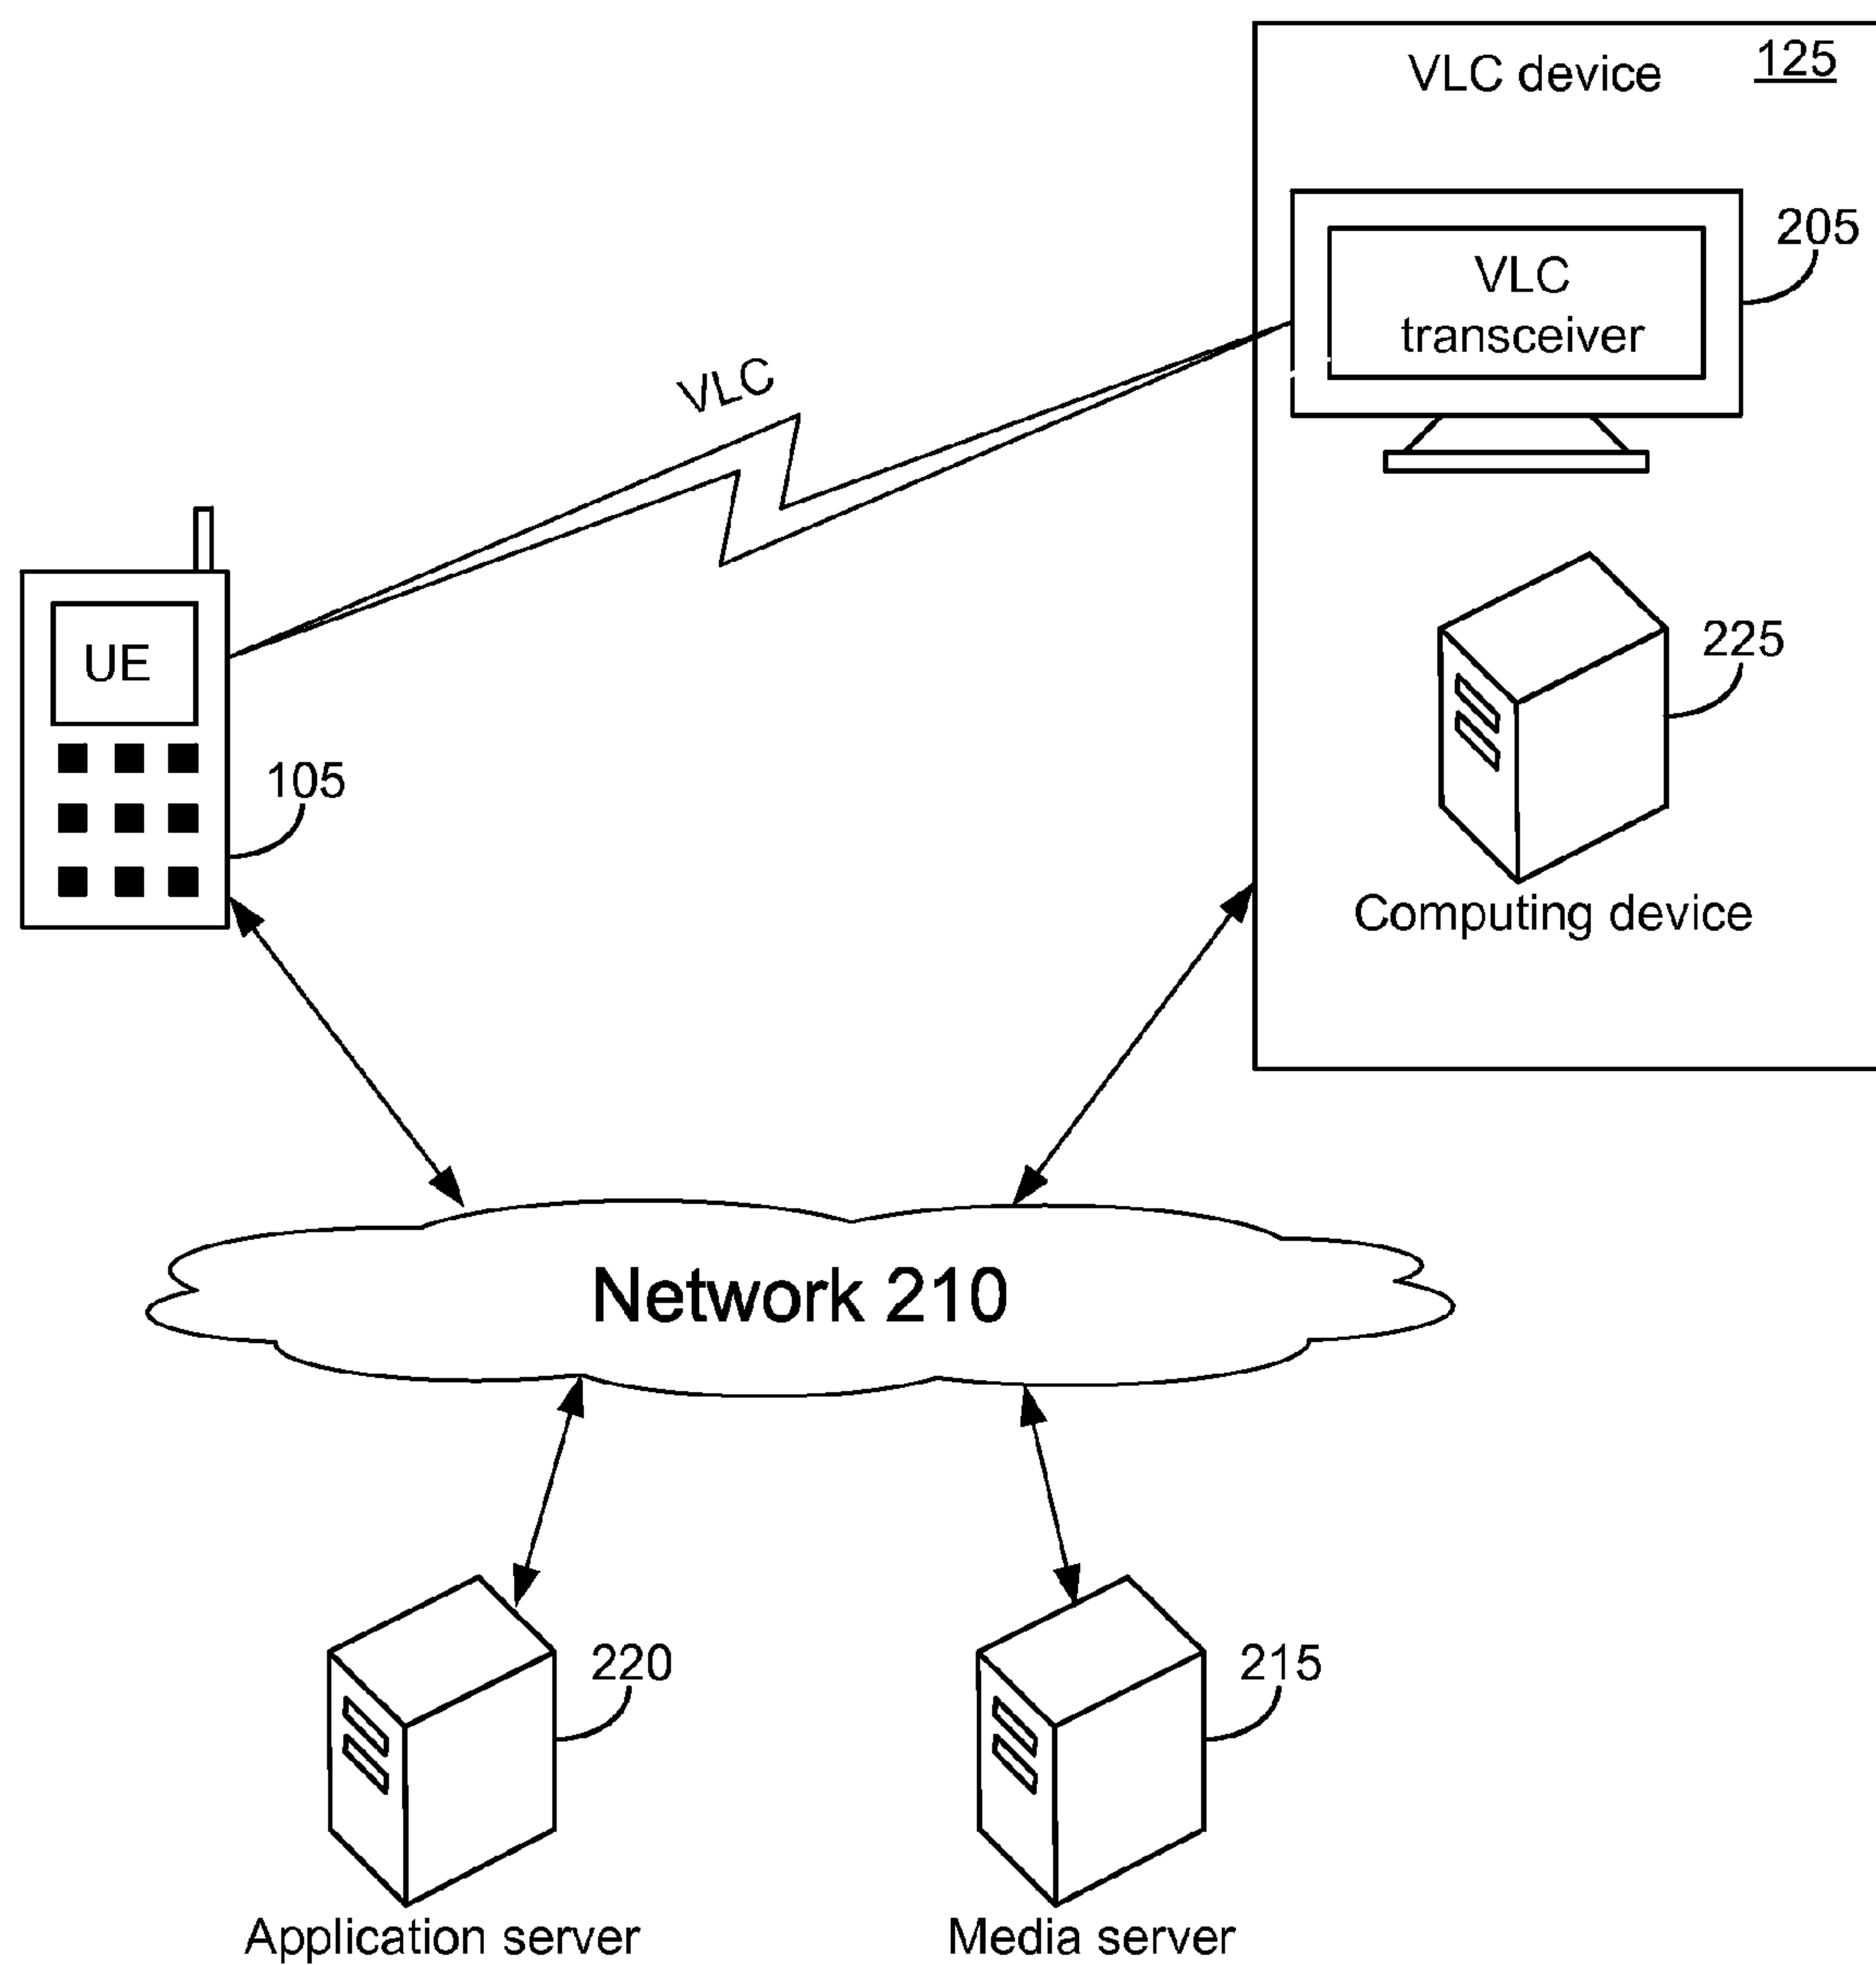 VLC device 125
205
VLC
transceiver
VLC
UE
225
105
Computing device
Network 210
220
215
Application server
Media server